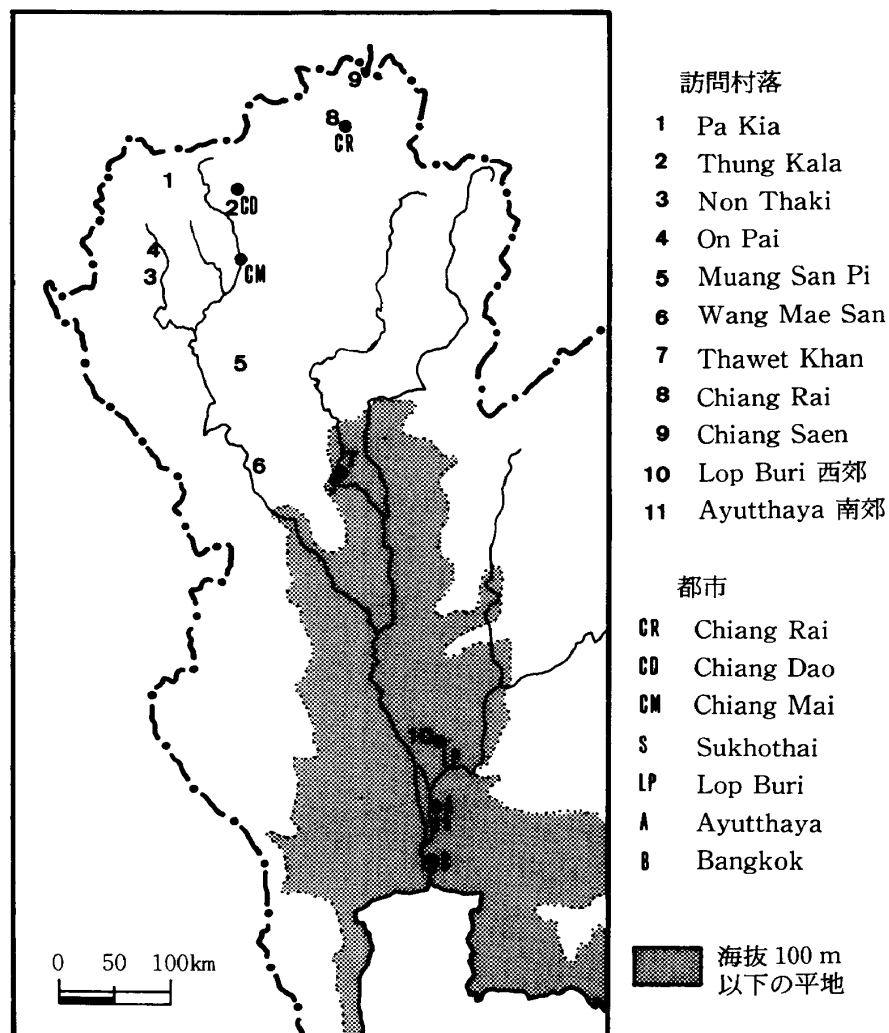 9
8
CR
1
2 CD
4
3
CM
5
6
7
10
0 50 100km
訪問村落
1 Pa Kia
2 Thung Kala
3 Non Thaki
4 On Pai
5 Muang San Pi
6 Wang Mae San
7 Thawet Khan
8 Chiang Rai
9 Chiang Saen
10 Lop Buri 西郊
11 Ayutthaya 南郊
都市
CR Chiang Rai
CD Chiang Dao
CM Chiang Mai
S Sukhothai
LP Lop Buri
A Ayutthaya
B Bangkok
海抜 100 m
以下の平地